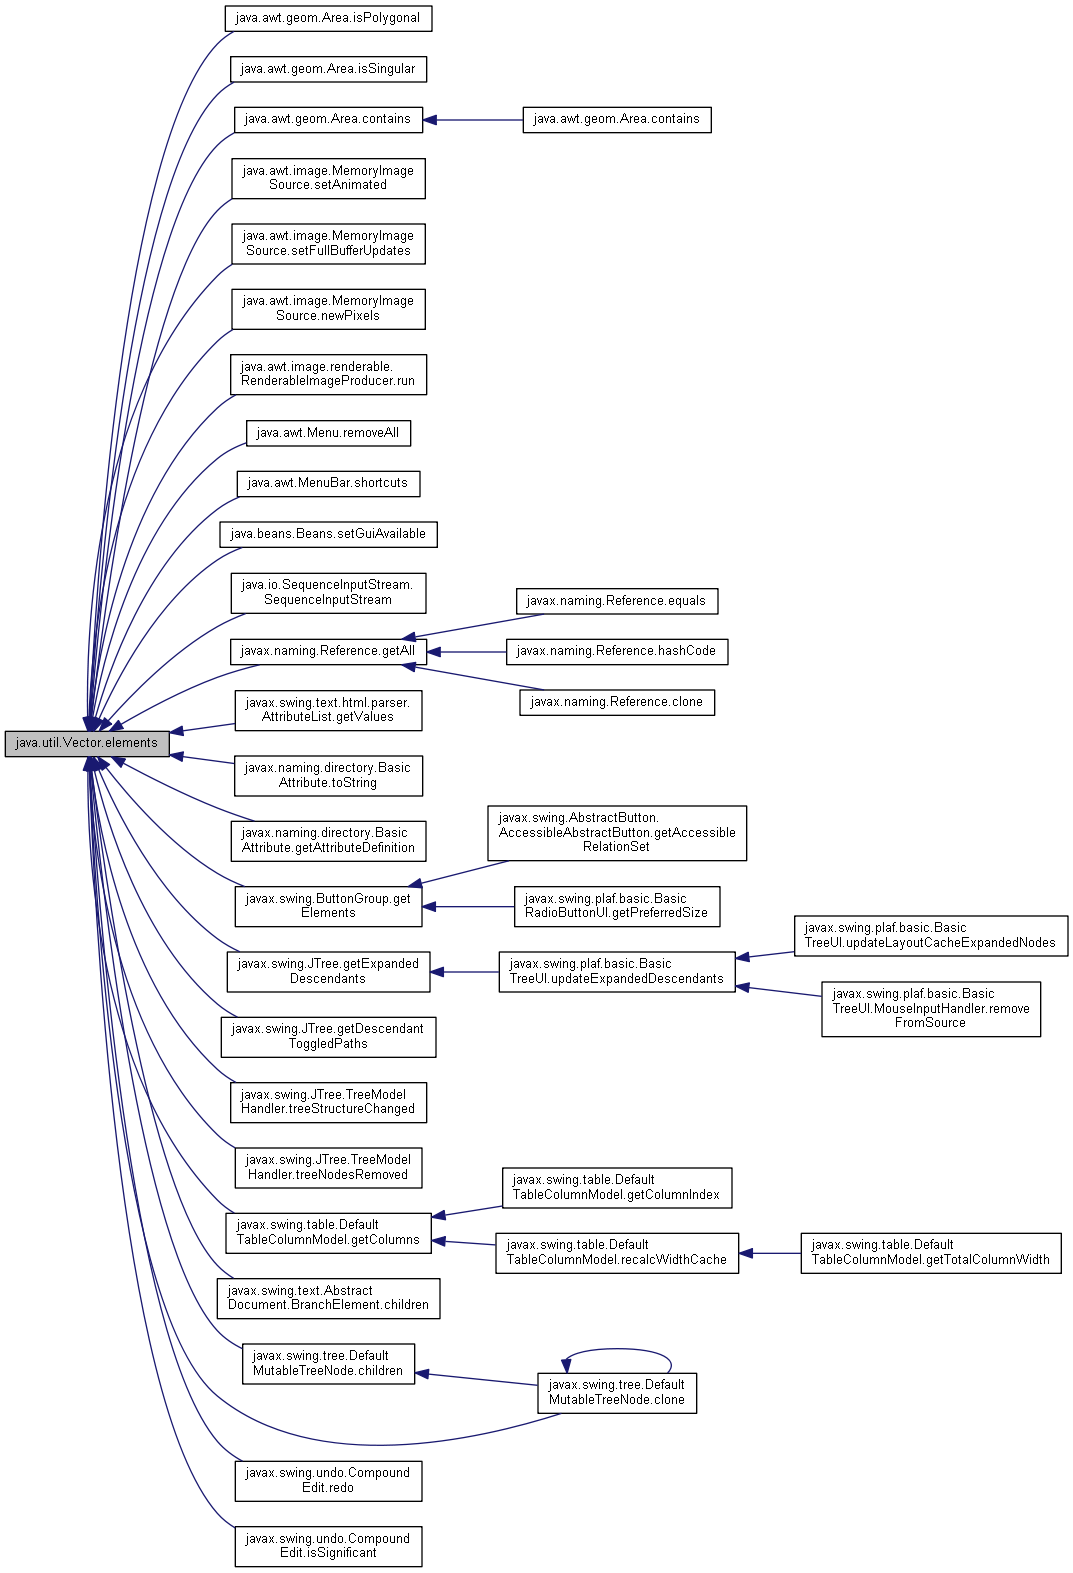 java.awt.geom.Area.isPolygonal
java.awt.geom.Area.isSingular
java.awt.geom.Area.contains
java.awt.geom.Area.contains
java.awt.image.MemoryImage
Source.setAnimated
java.awt.image.MemoryImage
Source.setFullBufferUpdates
java.awt.image.MemoryImage
Source.newPixels
java.awt.image.renderable.
RenderableImageProducer.run
java.awt.Menu.removeAll
java.awt.MenuBar.shortcuts
java.beans.Beans.setGuiAvailable
java.io.SequenceInputStream.
SequenceInputStream
javax.naming.Reference.equals
javax.naming.Reference.getAll
javax.naming.Reference.hashCode
javax.naming.Reference.clone
javax.swing.text.html.parser.
AttributeList.getValues
java.util.Vector.elements
javax.naming.directory.Basic
Attribute.toString
javax.naming.directory.Basic
Attribute.getAttributeDefinition
javax.swing.AbstractButton.
AccessibleAbstractButton.getAccessible
RelationSet
javax.swing.ButtonGroup.get
Elements
javax.swing.plaf.basic.Basic
RadioButtonUI.getPreferredSize
javax.swing.JTree.getExpanded
Descendants
javax.swing.plaf.basic.Basic
TreeUI.updateExpandedDescendants
javax.swing.plaf.basic.Basic
TreeUI.updateLayoutCacheExpandedNodes
javax.swing.plaf.basic.Basic
TreeUI.MouseInputHandler.remove
FromSource
javax.swing.JTree.getDescendant
ToggledPaths
javax.swing.JTree.TreeModel
Handler.treeStructureChanged
javax.swing.JTree.TreeModel
Handler.treeNodesRemoved
javax.swing.table.Default
TableColumnModel.getColumnIndex
javax.swing.table.Default
TableColumnModel.getColumns
javax.swing.table.Default
TableColumnModel.recalcWidthCache
javax.swing.table.Default
TableColumnModel.getTotalColumnWidth
javax.swing.text.Abstract
Document.BranchElement.children
javax.swing.tree.Default
MutableTreeNode.children
javax.swing.tree.Default
MutableTreeNode.clone
javax.swing.undo.Compound
Edit.redo
javax.swing.undo.Compound
Edit.isSignificant